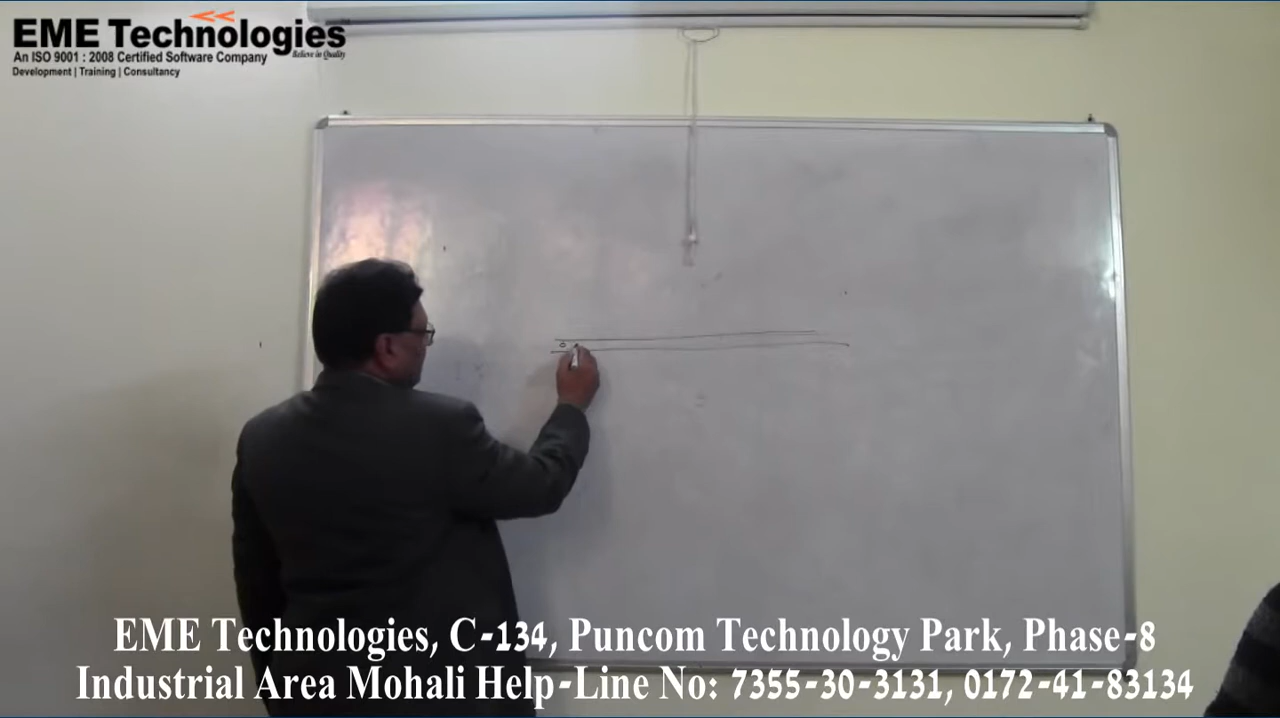 EME Technologies
An ISO 9001 : 2008 Certified Software Company
Believe in Quality
Development | Training | Consultancy
EME Technologies, C-134, Puncom Technology Park, Phase-8
Industrial Area Mohali Help-Line No: 7355-30-3131, 0172-41-83134